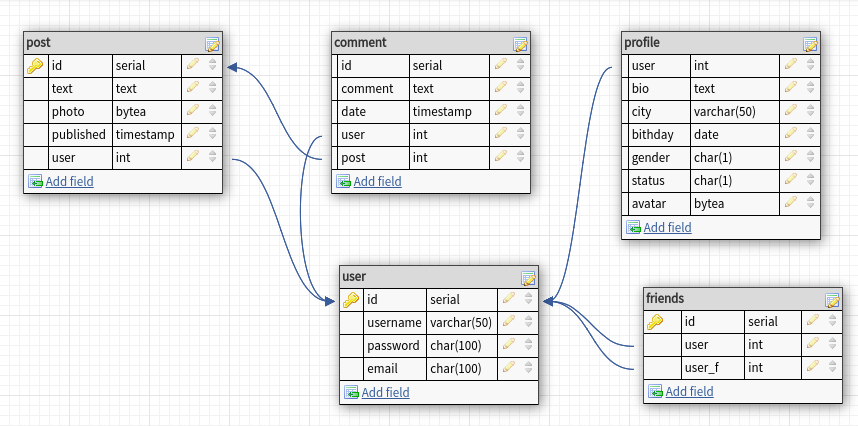 post
id serial
text text
photo bytea
published timestamp
user int
Add field
comment
id serial
comment text
date timestamp
user int
post int
Add field
profile
user int
bio text
city varchar(50)
bithday date
gender char(1)
status char(1)
avatar bytea
Add field
user
id serial
username varchar(50)
password char(100)
email char(100)
Add field
friends
id serial
user int
user_f int
Add field